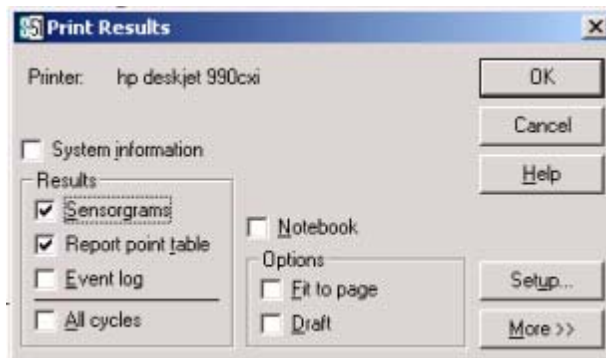 Print Results
Printer: hp deskjet 990cxi
OK
Cancel
Help
System information
Results
Sensorgrams
Report point table
Event log
All cycles
Notebook
Options
Fit to page
Draft
Setup...
More >>